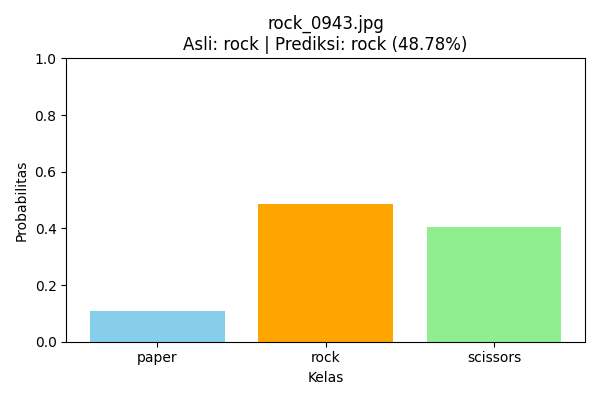 rock_0943.jpg
Asli: rock | Prediksi: rock (48.78%)
1.0
0.8
0.6
0.4
0.2
0.0
Probabilitas
paper
rock
scissors
Kelas